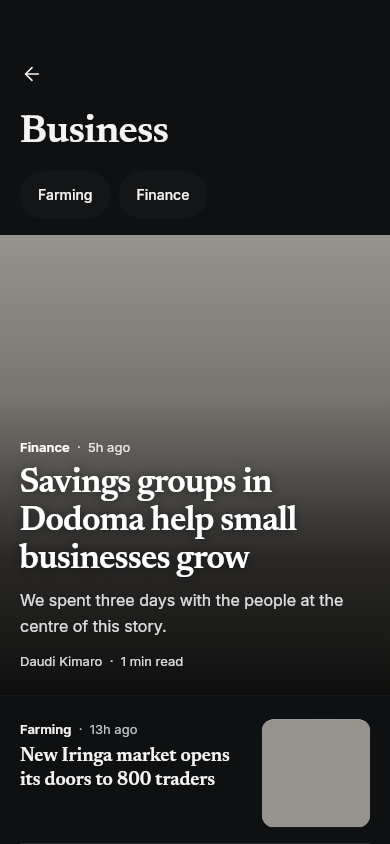 Business
Farming
Finance
Finance · 5h ago
Savings groups in
Dodoma help small
businesses grow
We spent three days with the people at the
centre of this story.
Daudi Kimaro · 1 min read
Farming · 13h ago
New Iringa market opens
its doors to 800 traders